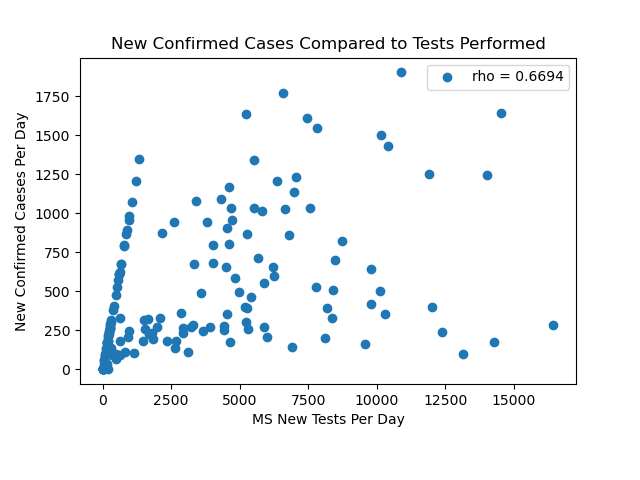 New Confirmed Cases Compared to Tests Performed
rho = 0.6694
New Confirmed Caeses Per Day
1750
1500
1250
1000
750
500
250
0
0 2500 5000 7500 10000 12500 15000
MS New Tests Per Day